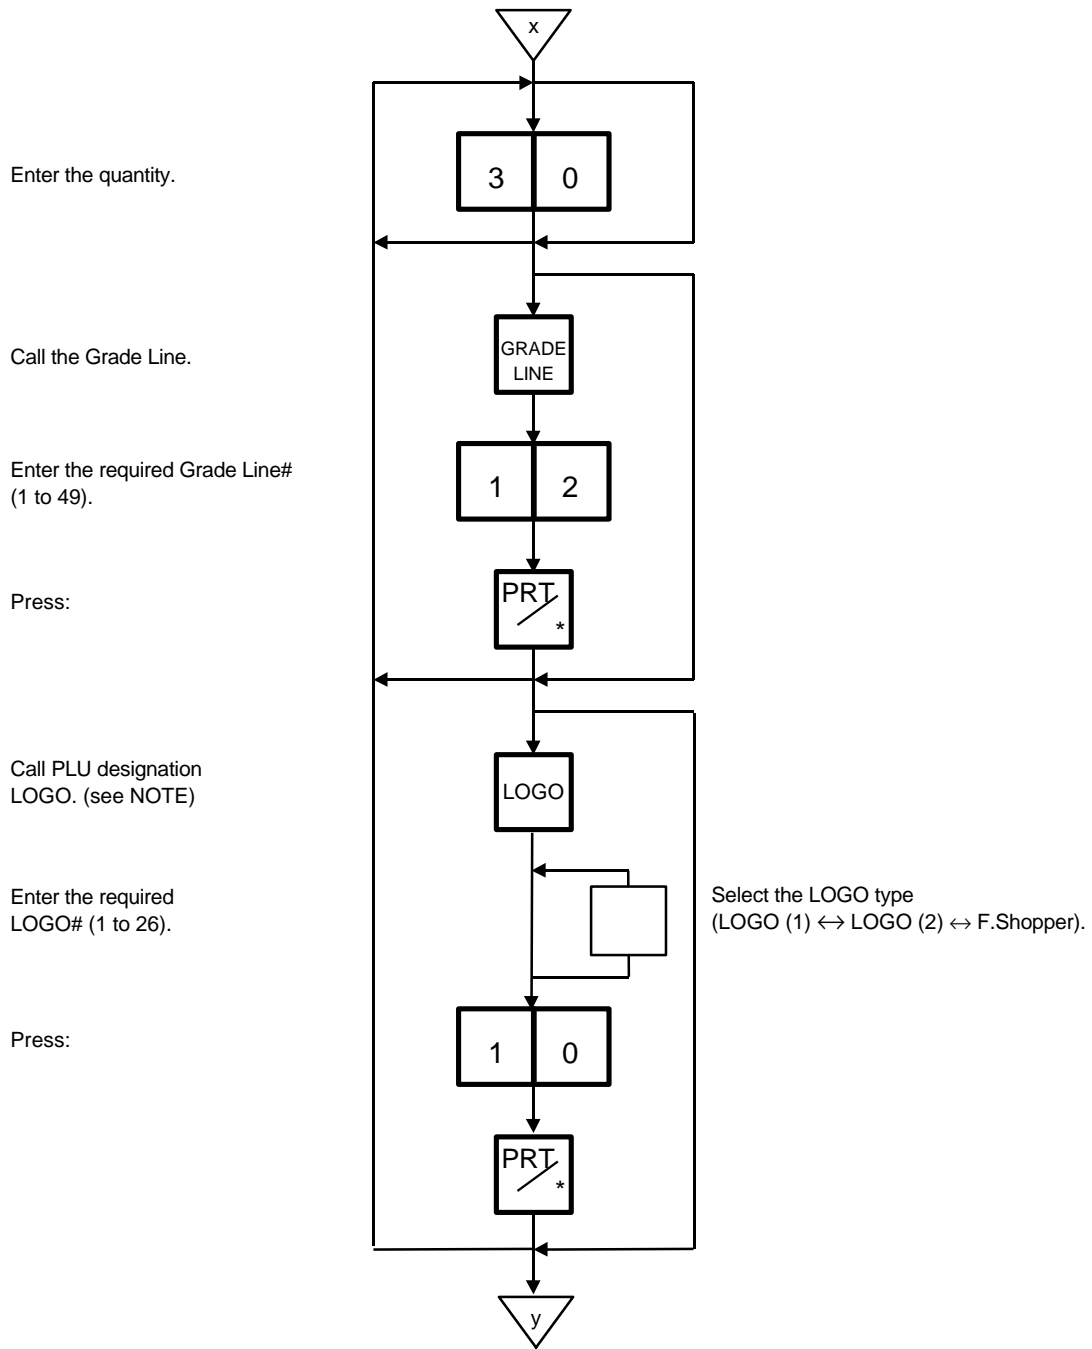 x
Enter the quantity.
3 0
Call the Grade Line.
GRADE
LINE
Enter the required Grade Line#
(1 to 49).
1 2
Press:
PRT
*
Call PLU designation
LOGO. (see NOTE)
LOGO
Enter the required
LOGO# (1 to 26).
Select the LOGO type
(LOGO (1) ↔ LOGO (2) ↔ F.Shopper).
Press:
1 0
PRT
*
y